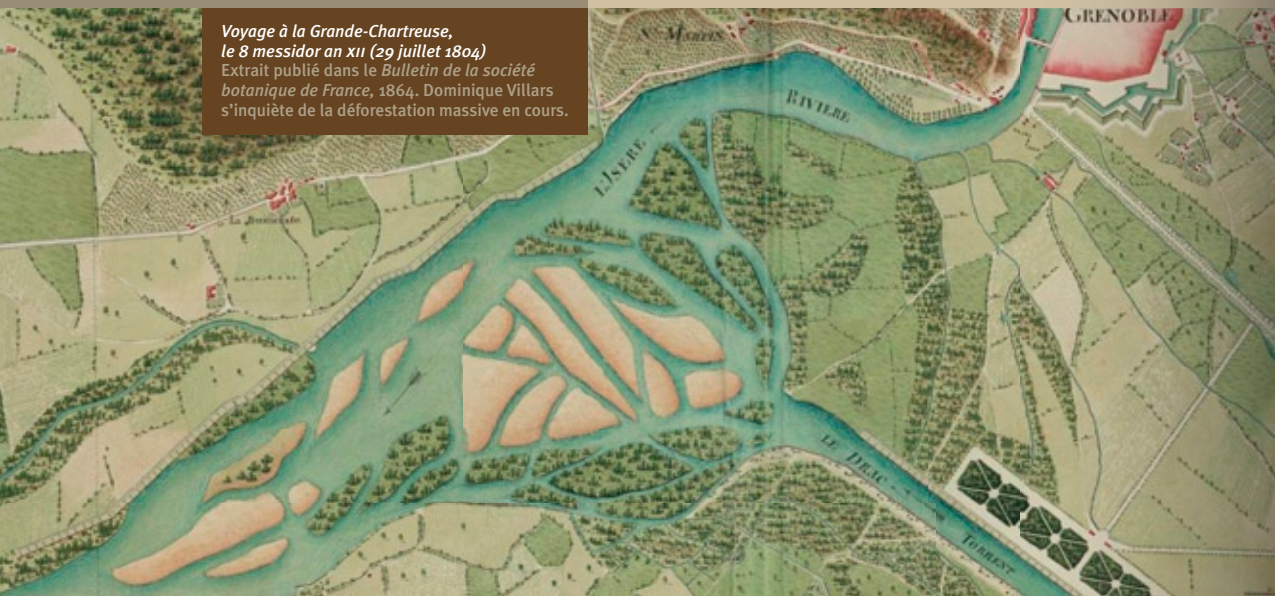 Voyage à la Grande-Chartreuse,
le 8 messidor an XII (29 juillet 1804)
Extrait publié dans le Bulletin de la société
botanique de France, 1864. Dominique Villars
s’inquiète de la déforestation massive en cours.
GRENOBLE
St MARTIN
RIVIERE
L'ISERE
LE DRAC
TORRENT